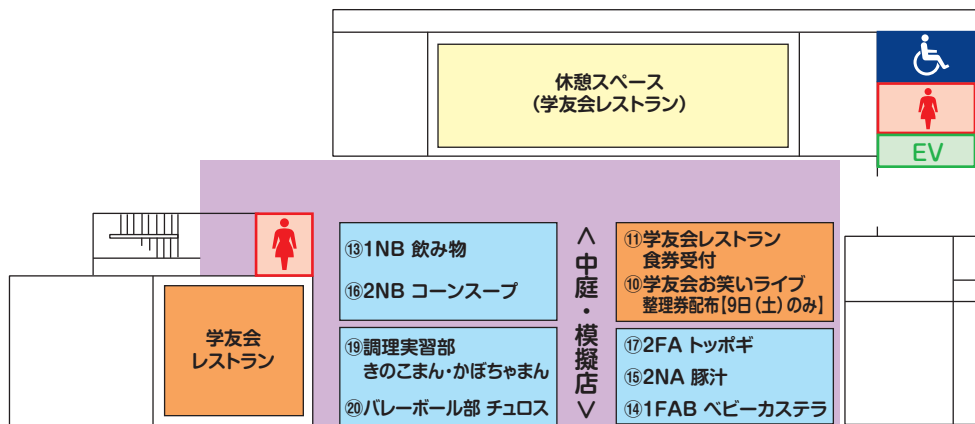 休憩スペース
(学友会レストラン)
EV
⑬1NB 飲み物
⑯2NB コーンスープ
<中庭・模擬店>
⑪学友会レストラン
食券受付
⑩学友会お笑いライブ
整理券配布【9日(土)のみ】
学友会
レストラン
⑲調理実習部
きのこまん・かぼちゃまん
⑳バレーボール部 チュロス
⑰2FA トッポギ
⑮2NA 豚汁
⑭1FAB ベビーカステラ